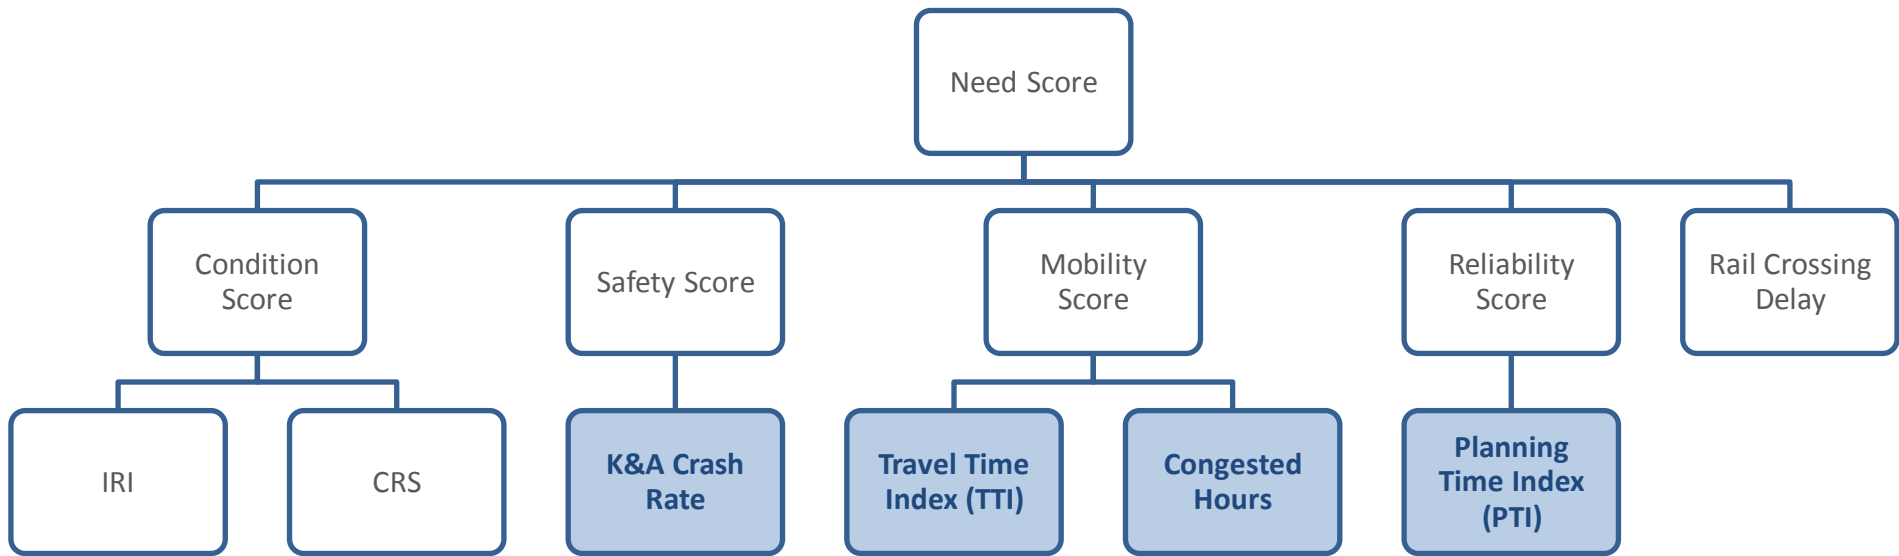 Need Score
Condition
Score
Safety Score
Mobility
Score
Reliability
Score
Rail Crossing
Delay
IRI
CRS
K&A Crash
Rate
Travel Time
Index (TTI)
Congested
Hours
Planning
Time Index
(PTI)